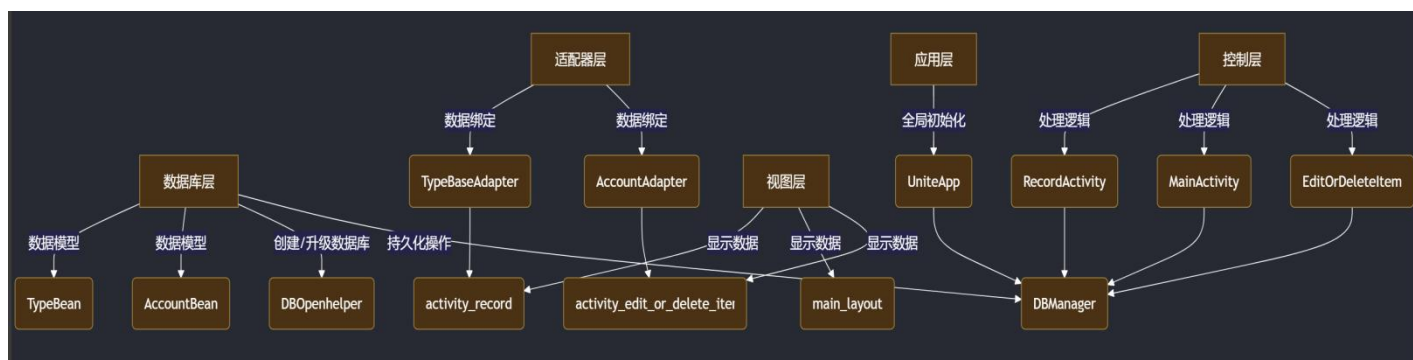 适配器层
应用层
控制层
数据绑定
数据绑定
全局初始化
处理逻辑
处理逻辑
处理逻辑
数据库层
TypeBaseAdapter
AccountAdapter
视图层
UniteApp
RecordActivity
MainActivity
EditOrDeleteItem
数据模型
数据模型
创建/升级数据库
持久化操作
显示数据
显示数据
显示数据
TypeBean
AccountBean
DBOpenhelper
activity_record
activity_edit_or_delete_iter
main_layout
DBManager